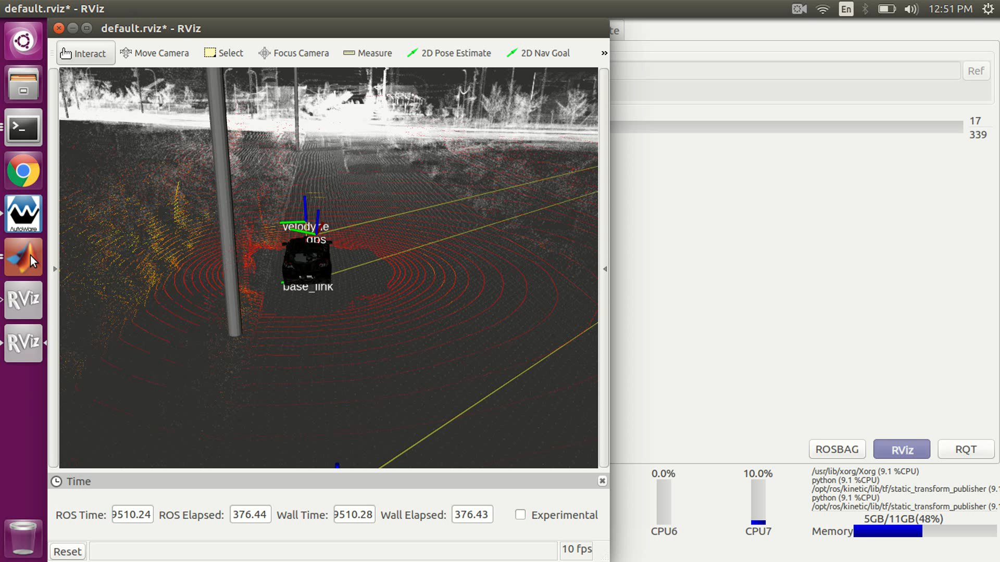 default.rviz* - RViz
En
12:51 PM
default.rviz* - RViz
te
Interact
Move Camera
Select
Focus Camera
Measure
2D Pose Estimate
2D Nav Goal
»
Ref
17
339
velodyne
gps
base_link
AutoWare
RViz
RViz
ROSBAG
RViz
RQT
0.0%
10.0%
CPU6
CPU7
/usr/lib/xorg/Xorg (9.1 %CPU)
python (9.1 %CPU)
/opt/ros/kinetic/lib/tf/static_transform_publisher (9.1
python (9.1 %CPU)
/opt/ros/kinetic/lib/tf/static_transform_publisher (9.1
5GB/11GB(48%)
Memory
Time
ROS Time: 9510.24 ROS Elapsed: 376.44 Wall Time: 9510.28 Wall Elapsed: 376.43 Experimental
Reset
10 fps